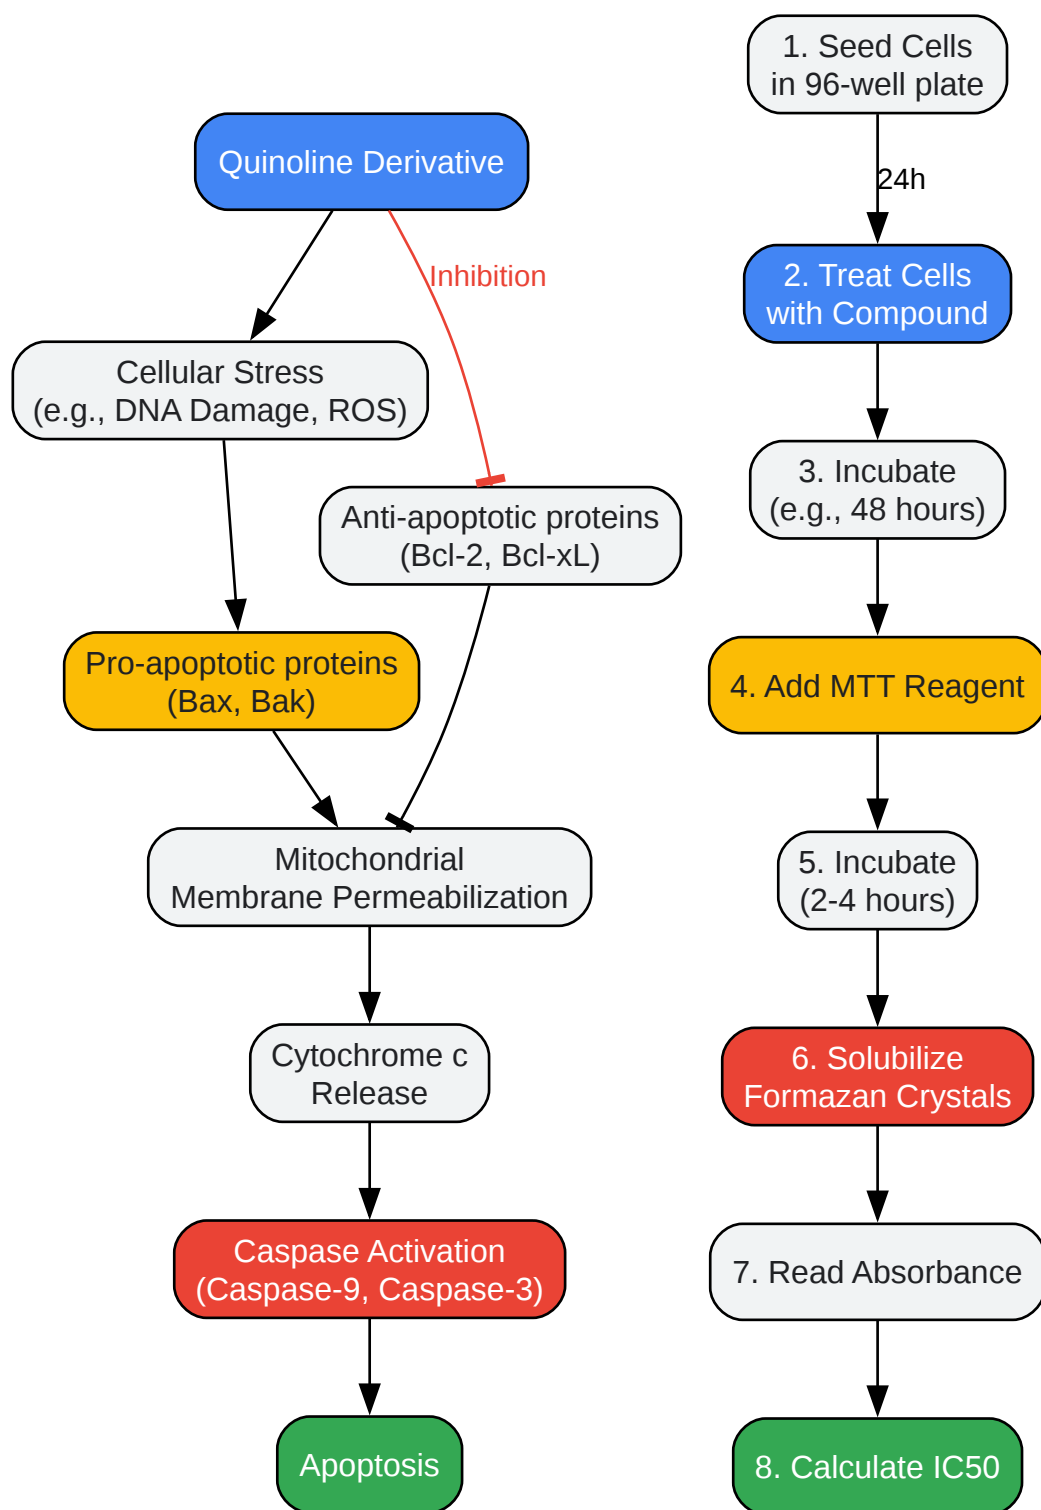 Quinoline Derivative
Inhibition
Cellular Stress
(e.g., DNA Damage, ROS)
Anti-apoptotic proteins
(Bcl-2, Bcl-xL)
Pro-apoptotic proteins
(Bax, Bak)
Mitochondrial
Membrane Permeabilization
Cytochrome c
Release
Caspase Activation
(Caspase-9, Caspase-3)
Apoptosis
1. Seed Cells
in 96-well plate
24h
2. Treat Cells
with Compound
3. Incubate
(e.g., 48 hours)
4. Add MTT Reagent
5. Incubate
(2-4 hours)
6. Solubilize
Formazan Crystals
7. Read Absorbance
8. Calculate IC50